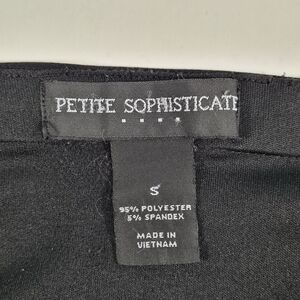 PETITE SOPHISTICATE
S
95% POLYESTER
5% SPANDEX
MADE IN
VIETNAM